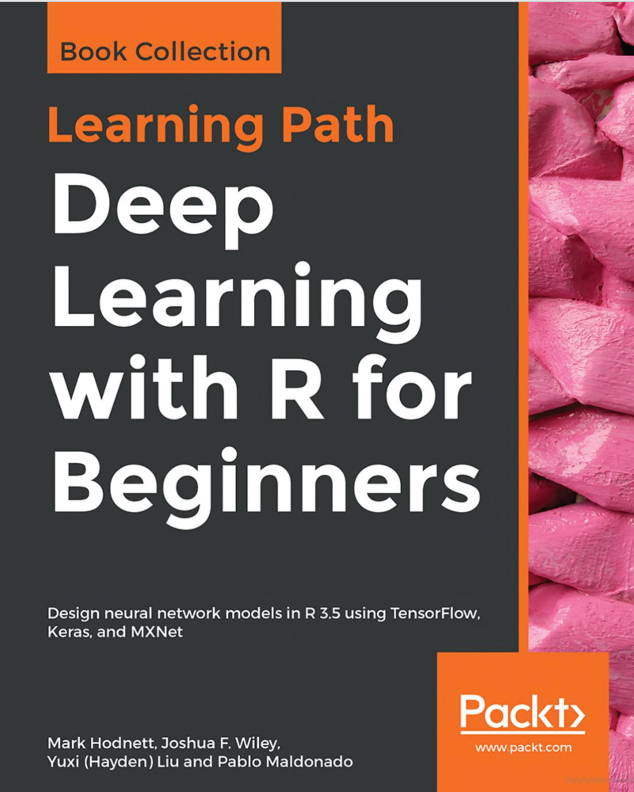 Book Collection
Learning Path
Deep
Learning
with R for
Beginners
Design neural network models in R 3.5 using TensorFlow,
Keras, and MXNet
Mark Hodnett, Joshua F. Wiley,
Yuxi (Hayden) Liu and Pablo Maldonado
Packt>
www.packt.com